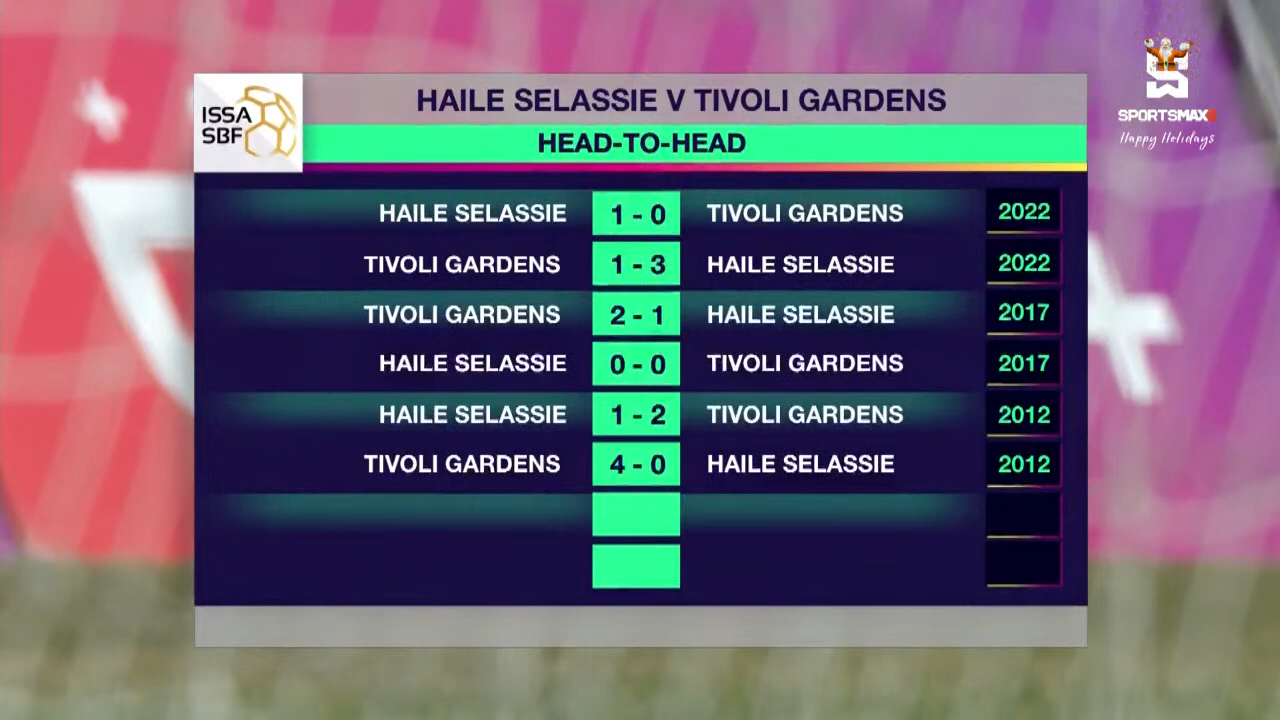 ISSA
SBF
HAILE SELASSIE V TIVOLI GARDENS
HEAD-TO-HEAD
SPORTSMAX
Happy Holidays
HAILE SELASSIE 1 - 0 TIVOLI GARDENS 2022
TIVOLI GARDENS 1 - 3 HAILE SELASSIE 2022
TIVOLI GARDENS 2 - 1 HAILE SELASSIE 2017
HAILE SELASSIE 0 - 0 TIVOLI GARDENS 2017
HAILE SELASSIE 1 - 2 TIVOLI GARDENS 2012
TIVOLI GARDENS 4 - 0 HAILE SELASSIE 2012